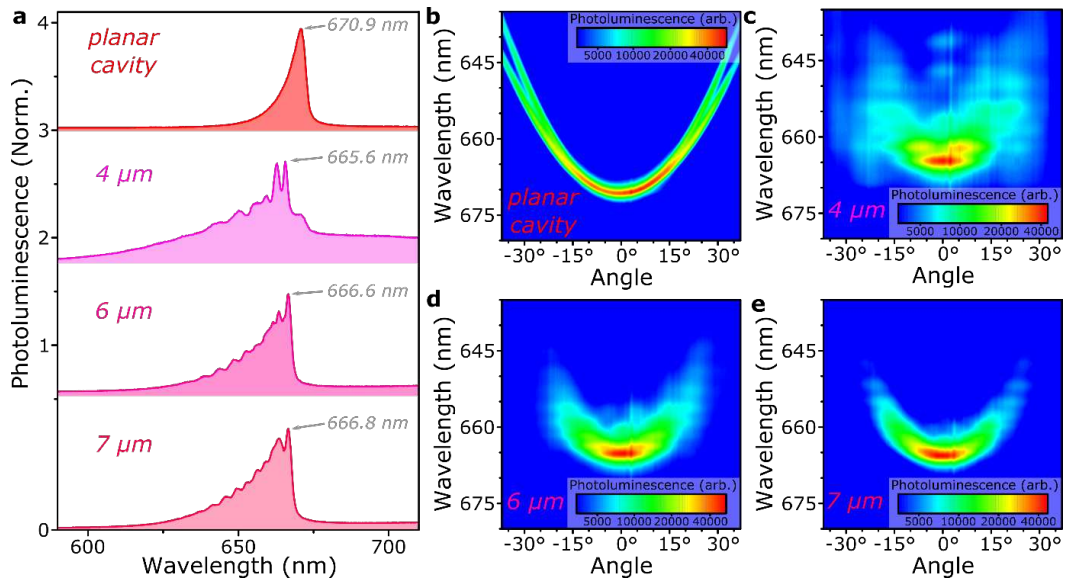 a
Photoluminescence (Norm.)
4
3
2
1
0
planar
cavity
670.9 nm
4 μm
665.6 nm
6 μm
666.6 nm
7 μm
666.8 nm
600
650
700
Wavelength (nm)
b
Photoluminescence (arb.)
5000 10000 20000 40000
Wavelength (nm)
645
660
675
planar
cavity
-30° -15° 0° 15° 30°
Angle
c
Wavelength (nm)
645
660
675
Photoluminescence (arb.)
5000 10000 20000 40000
4 μm
-30° -15° 0° 15° 30°
Angle
d
Wavelength (nm)
645
660
675
Photoluminescence (arb.)
5000 10000 20000 40000
6 μm
-30° -15° 0° 15° 30°
Angle
e
Wavelength (nm)
645
660
675
Photoluminescence (arb.)
5000 10000 20000 40000
7 μm
-30° -15° 0° 15° 30°
Angle